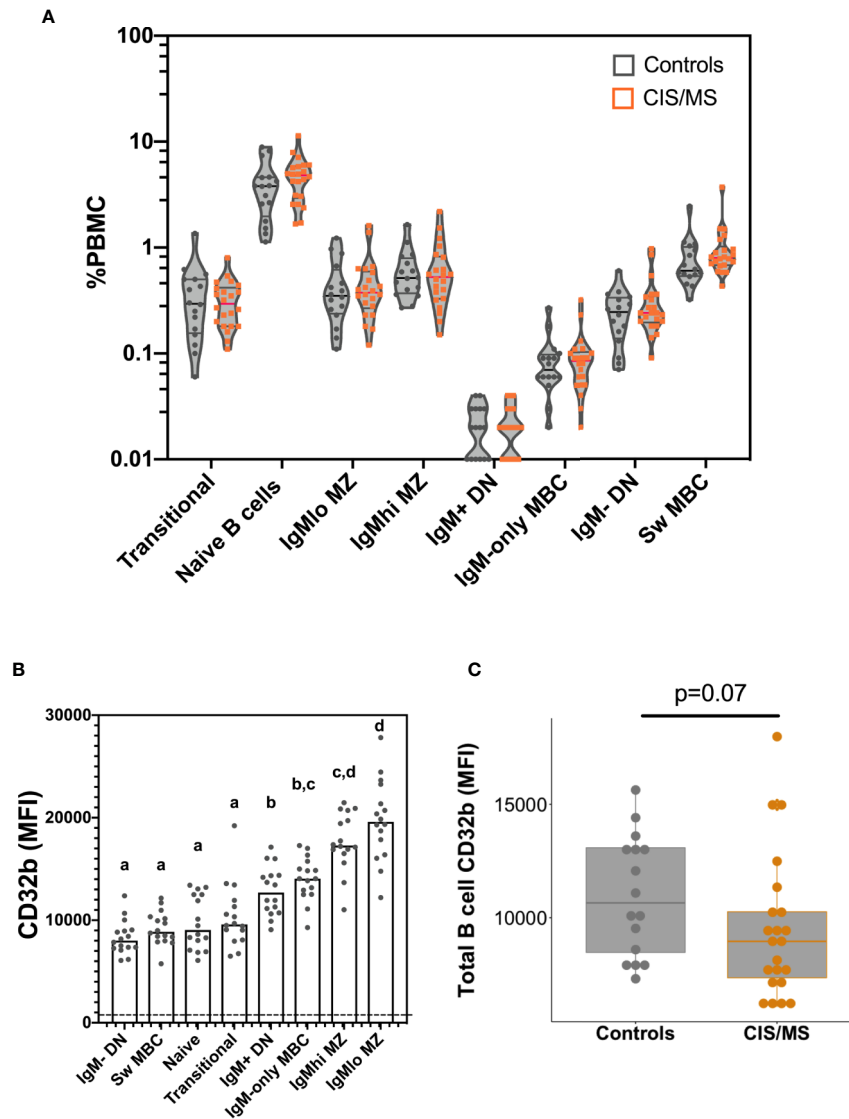 A
100
10
1
0.1
0.01
%PBMC
Controls
CIS/MS
Transitional
Naive B cells
IgMlo MZ
IgMhi MZ
IgM+ DN
IgM-only MBC
IgM- DN
Sw MBC
B
30000
20000
10000
0
CD32b (MFI)
a
a
a
a
b
b,c
c,d
d
IgM- DN
Sw MBC
Naive
Transitional
IgM+ DN
IgM-only MBC
IgMhi MZ
IgMlo MZ
C
p=0.07
Total B cell CD32b (MFI)
15000
10000
Controls
CIS/MS